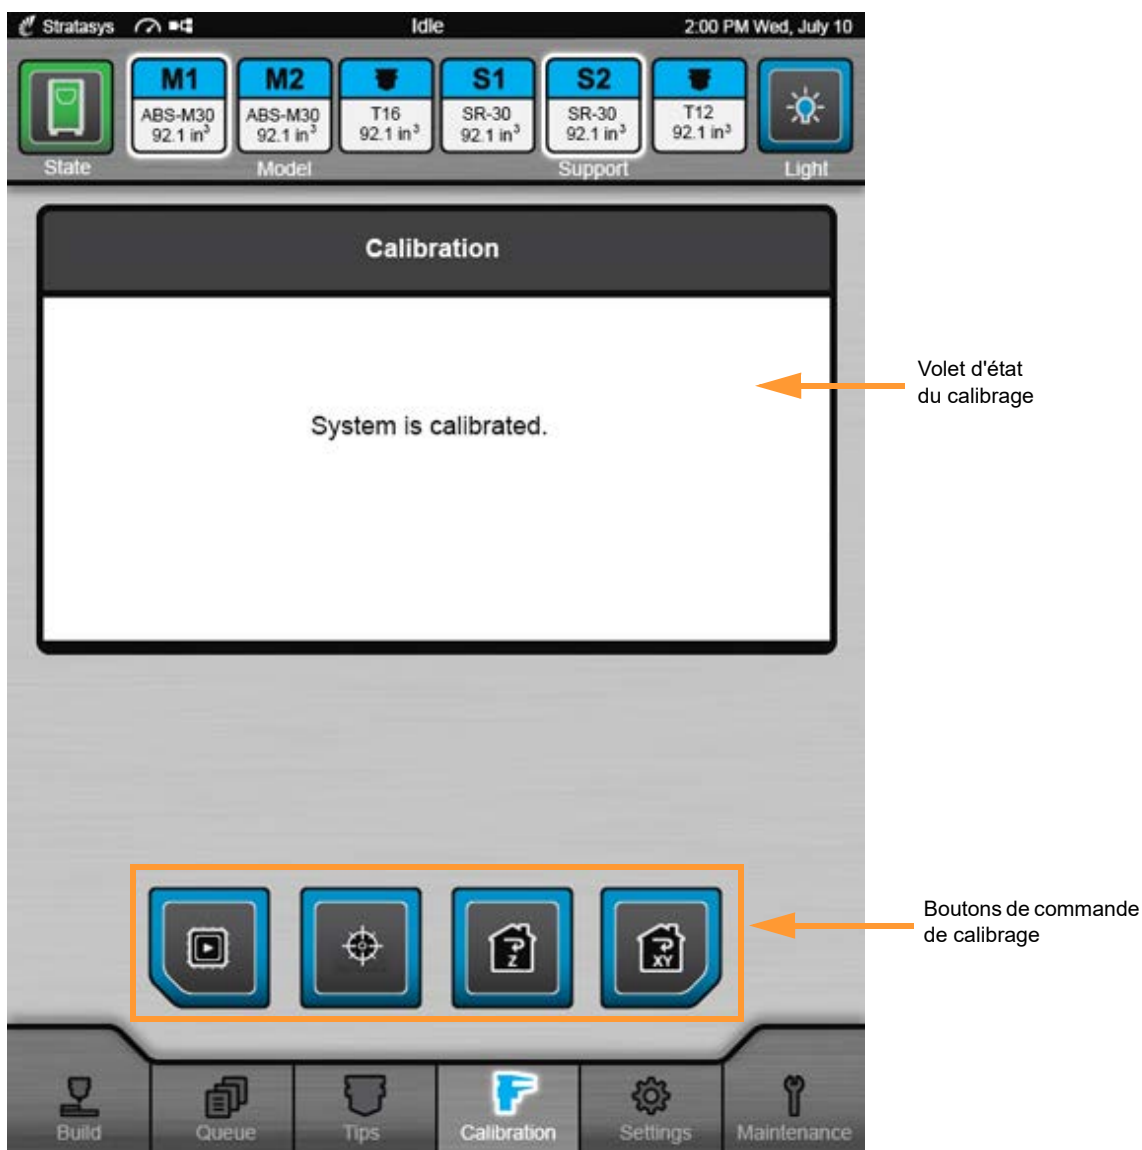 Stratasys Idle 2:00 PM Wed, July 10
M1 M2 S1 S2
ABS-M30 ABS-M30 T16 SR-30 SR-30 T12
92.1 in³ 92.1 in³ 92.1 in³ 92.1 in³ 92.1 in³ 92.1 in³
State Model Support Light
Calibration
System is calibrated.
Volet d'état
du calibrage
Boutons de commande
de calibrage
Z XY
Build Queue Tips Calibration Settings Maintenance